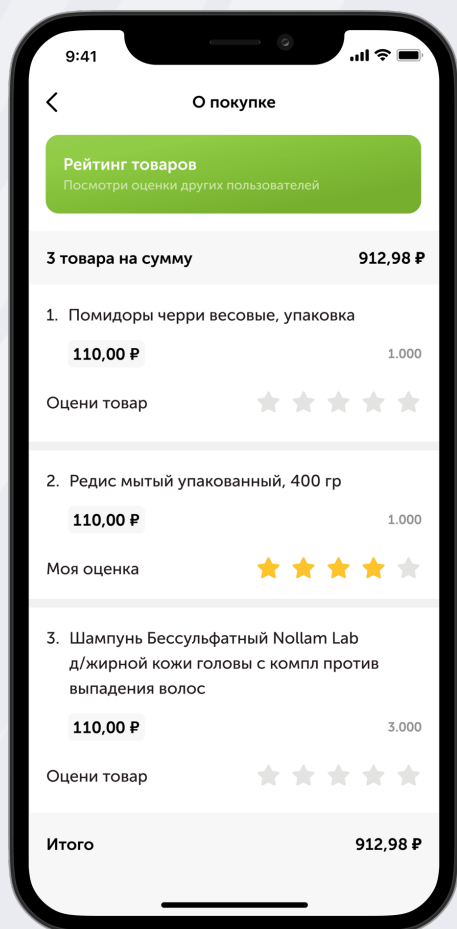 9:41
О покупке
Рейтинг товаров
Посмотри оценки других пользователей
3 товара на сумму 912,98 ₽
1. Помидоры черри весовые, упаковка
110,00 ₽ 1.000
Оцени товар
2. Редис мытый упакованный, 400 гр
110,00 ₽ 1.000
Моя оценка
3. Шампунь Бессульфатный Nollam Lab
д/жирной кожи головы с компл против
выпадения волос
110,00 ₽ 3.000
Оцени товар
Итого 912,98 ₽